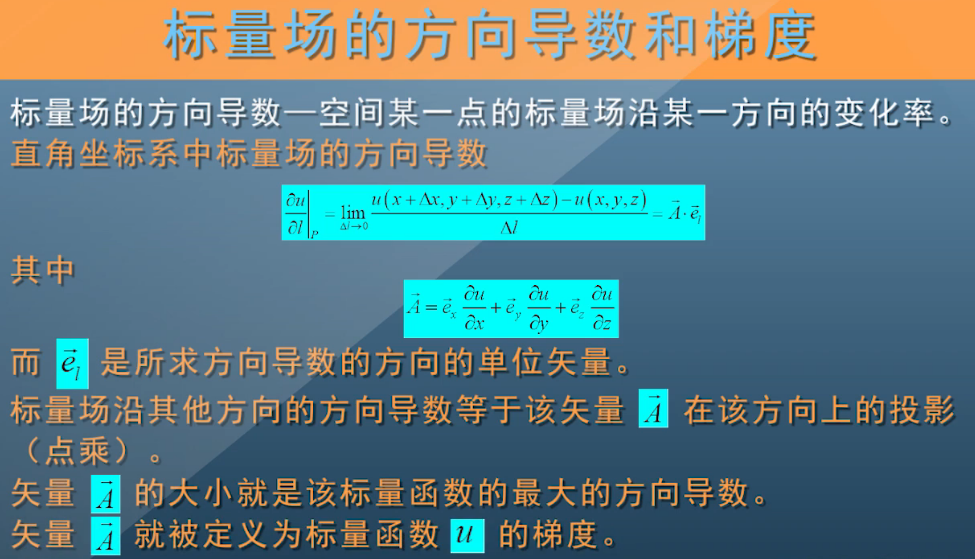 标量场的方向导数和梯度
标量场的方向导数—空间某一点的标量场沿某一方向的变化率。
直角坐标系中标量场的方向导数
$\left.\frac{\partial u}{\partial l}\right|_P = \lim_{\Delta l \to 0} \frac{u(x+\Delta x, y+\Delta y, z+\Delta z) - u(x, y, z)}{\Delta l} = \vec{A} \cdot \vec{e}_l$
其中
$\vec{A} = \vec{e}_x \frac{\partial u}{\partial x} + \vec{e}_y \frac{\partial u}{\partial y} + \vec{e}_z \frac{\partial u}{\partial z}$
而 $\vec{e}_l$ 是所求方向导数的方向的单位矢量。
标量场沿其他方向的方向导数等于该矢量 $\vec{A}$ 在该方向上的投影
（点乘）。
矢量 $\vec{A}$ 的大小就是该标量函数的最大的方向导数。
矢量 $\vec{A}$ 就被定义为标量函数 $u$ 的梯度。